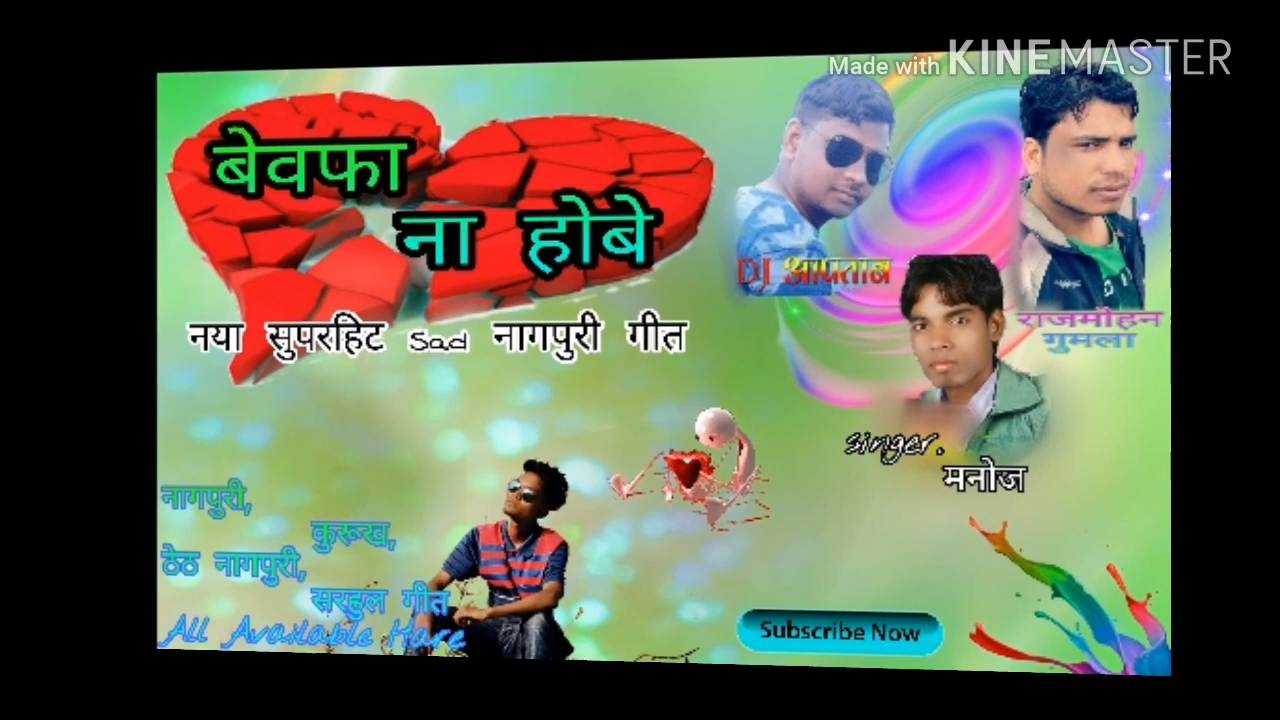 Made with KINEMASTER
बेवफा
ना होबे
नया सुपरहिट Sad नागपुरी गीत
DJ आफताब
राजमोहन
गुमला
singer.
मनोज
नागपुरी,
कुरूख,
ठेठ नागपुरी,
सरहुल गीत
All Available Hare
Subscribe Now